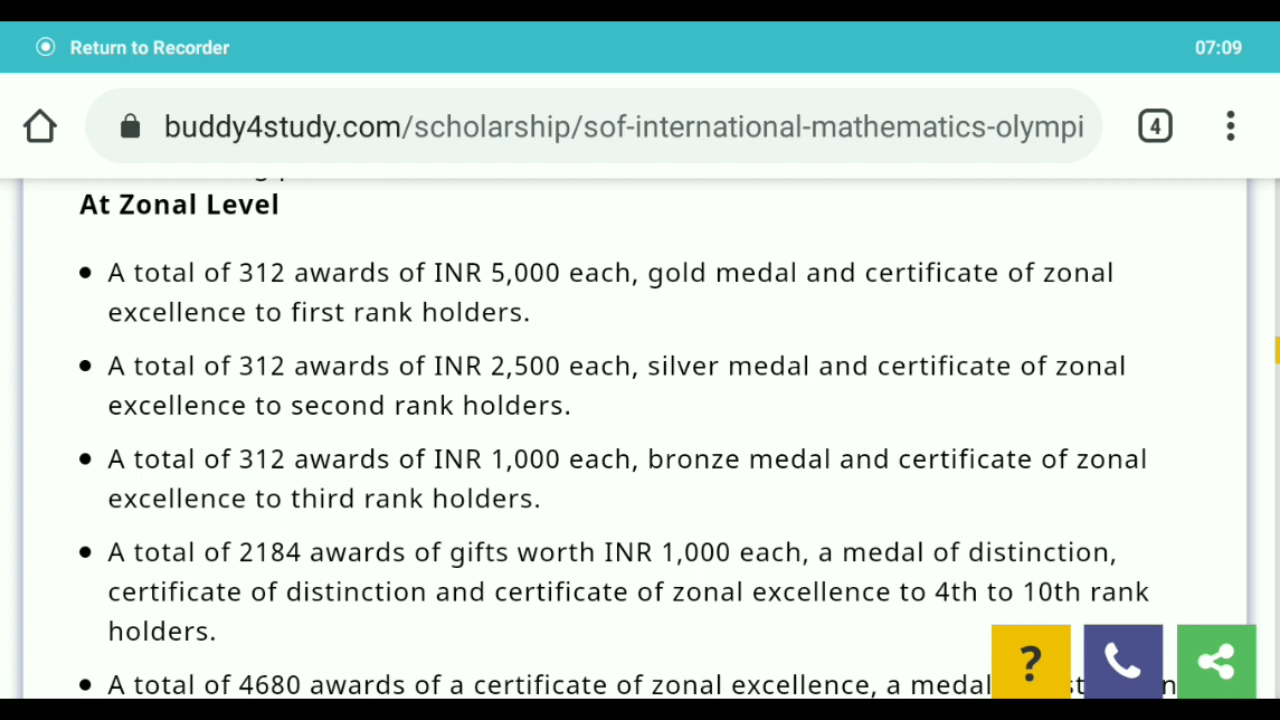 Return to Recorder
07:09
buddy4study.com/scholarship/sof-international-mathematics-olympi
4
At Zonal Level
• A total of 312 awards of INR 5,000 each, gold medal and certificate of zonal
excellence to first rank holders.
• A total of 312 awards of INR 2,500 each, silver medal and certificate of zonal
excellence to second rank holders.
• A total of 312 awards of INR 1,000 each, bronze medal and certificate of zonal
excellence to third rank holders.
• A total of 2184 awards of gifts worth INR 1,000 each, a medal of distinction,
certificate of distinction and certificate of zonal excellence to 4th to 10th rank
holders.
?
• A total of 4680 awards of a certificate of zonal excellence, a medal